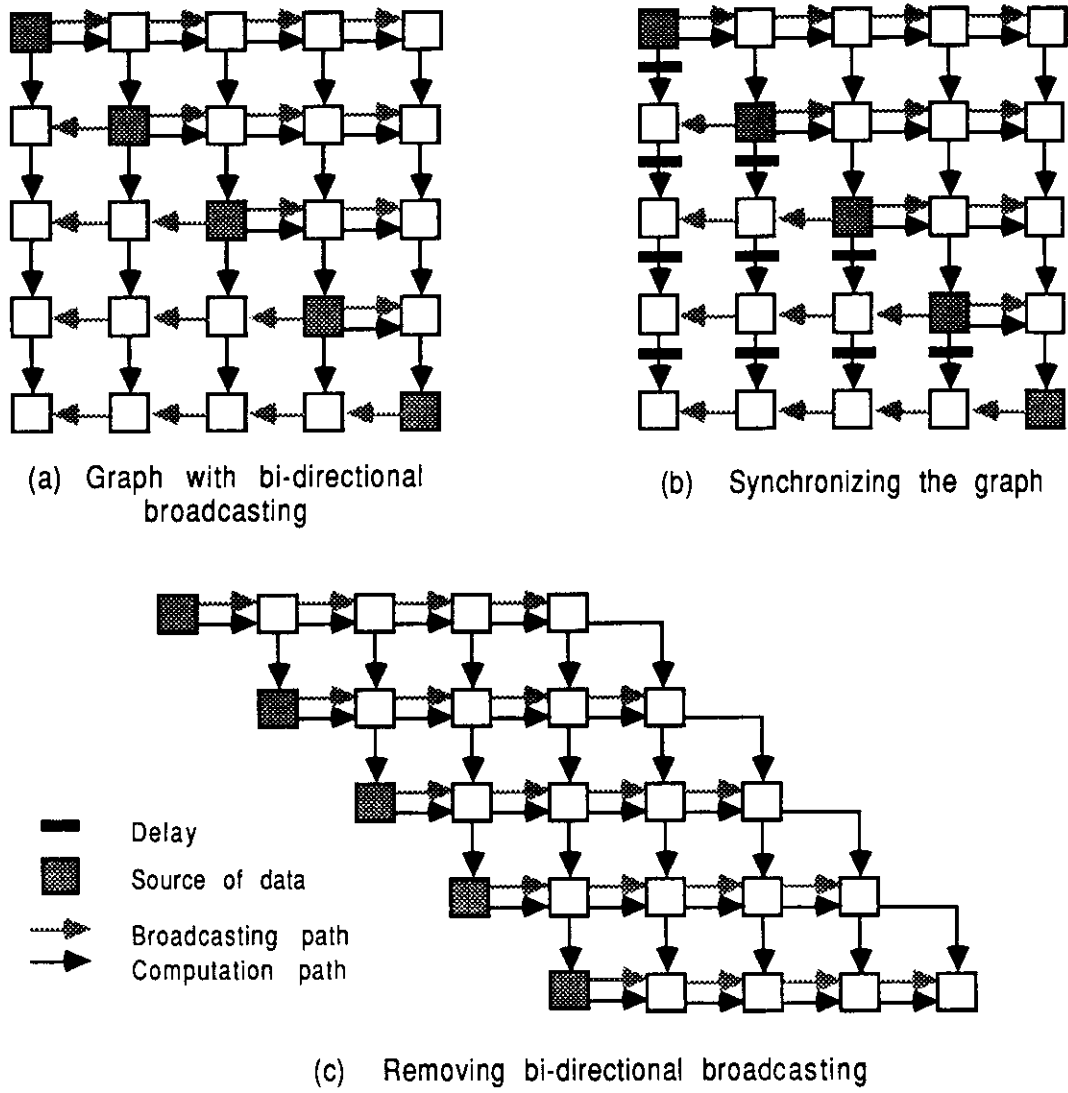 (a) Graph with bi-directional
broadcasting
(b) Synchronizing the graph
Delay
Source of data
Broadcasting path
Computation path
(c) Removing bi-directional broadcasting